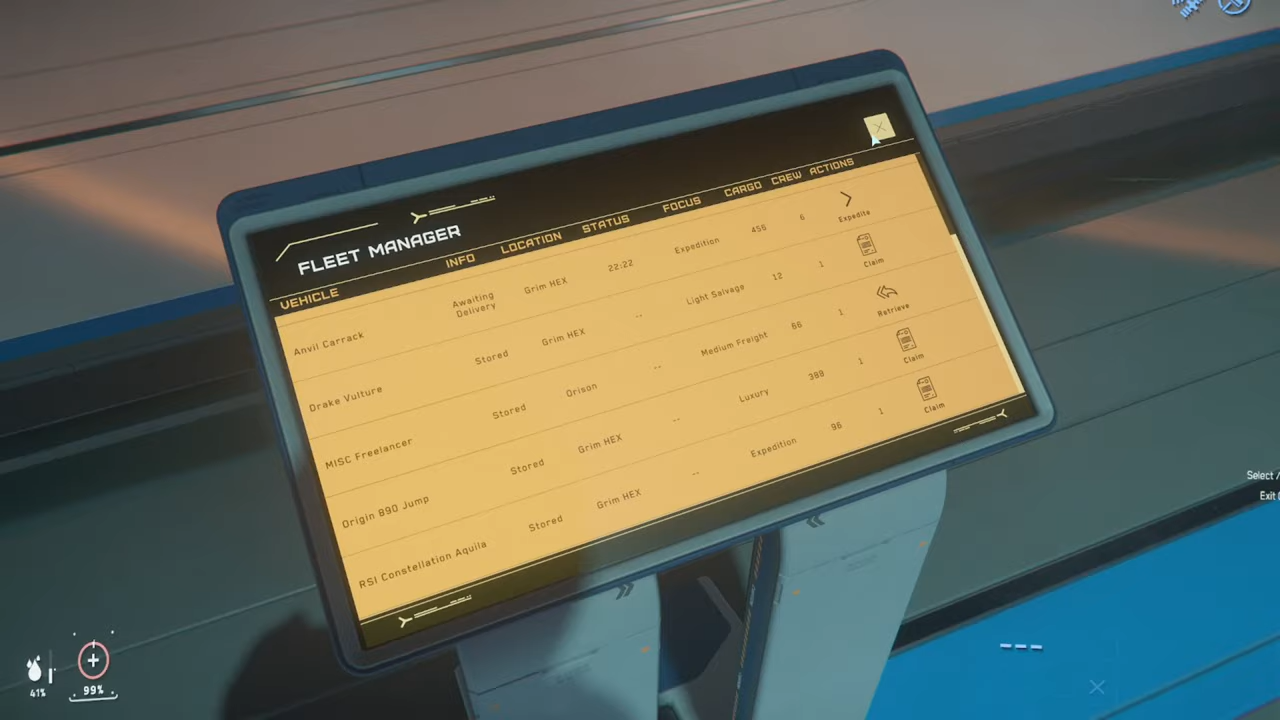 FLEET MANAGER
VEHICLE INFO LOCATION STATUS FOCUS CARGO CREW ACTIONS
Anvil Carrack Awaiting Delivery Grim HEX 22:22 Expedition 456 6 Expedite
Drake Vulture Stored Grim HEX -- Light Salvage 12 1 Claim
MISC Freelancer Stored Orison -- Medium Freight 66 1 Retrieve
Origin 890 Jump Stored Grim HEX -- Luxury 388 1 Claim
RSI Constellation Aquila Stored Grim HEX -- Expedition 96 1 Claim
Select /
Exit
41%
99%
---